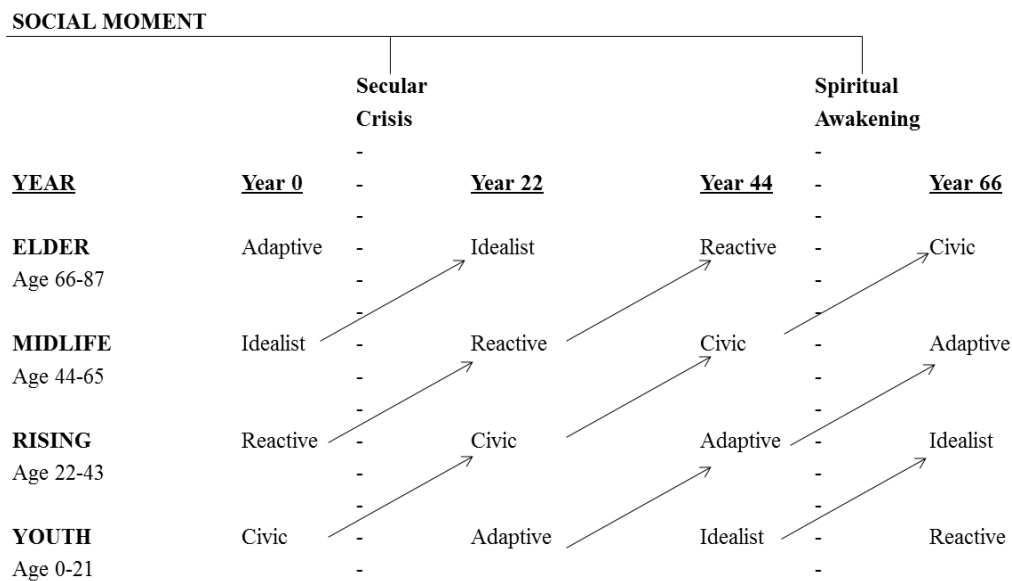 SOCIAL MOMENT
Secular Spiritual
Crisis Awakening
- -
YEAR Year 0 - Year 22 Year 44 - Year 66
- -
ELDER Adaptive - Idealist Reactive - Civic
Age 66-87 - -
- -
MIDLIFE Idealist - Reactive Civic - Adaptive
Age 44-65 - -
- -
RISING Reactive - Civic Adaptive - Idealist
Age 22-43 - -
- -
YOUTH Civic - Adaptive Idealist - Reactive
Age 0-21 - -